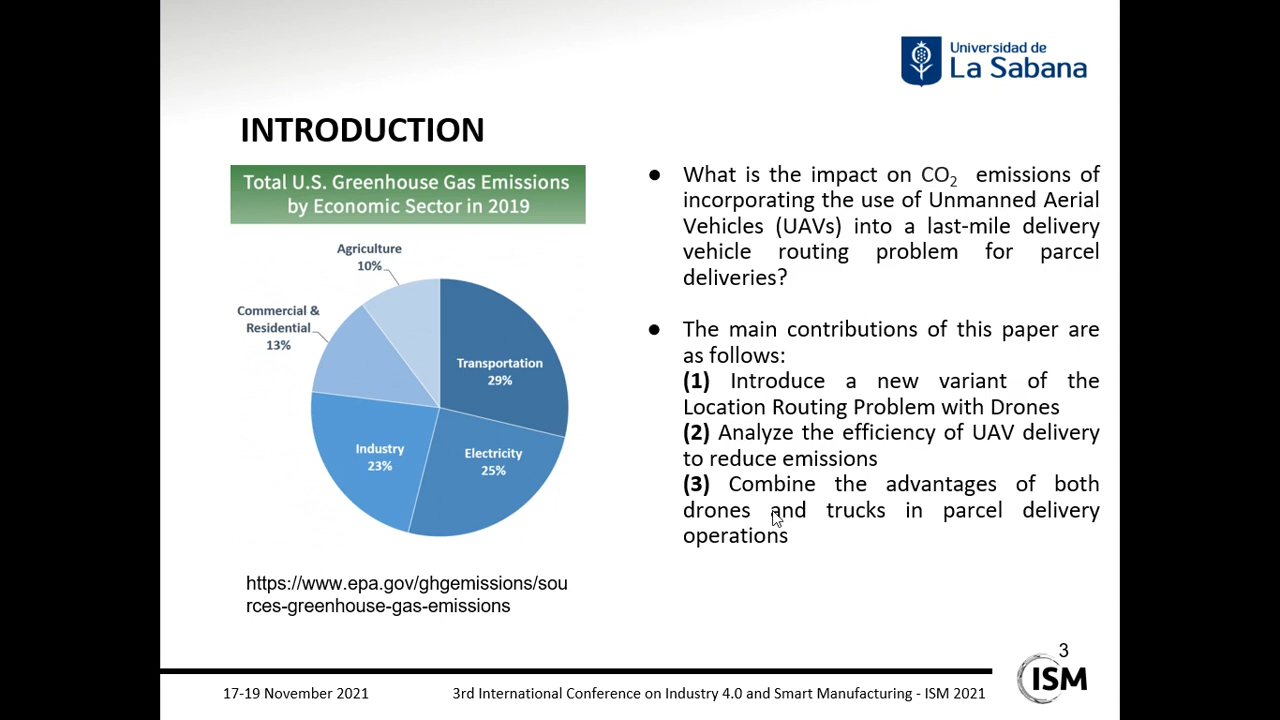 Universidad de
La Sabana
INTRODUCTION
Total U.S. Greenhouse Gas Emissions
by Economic Sector in 2019
Agriculture
10%
Commercial &
Residential
13%
Transportation
29%
Industry
23%
Electricity
25%
https://www.epa.gov/ghgemissions/sou
rces-greenhouse-gas-emissions
● What is the impact on CO₂ emissions of
incorporating the use of Unmanned Aerial
Vehicles (UAVs) into a last-mile delivery
vehicle routing problem for parcel
deliveries?
● The main contributions of this paper are
as follows:
(1) Introduce a new variant of the
Location Routing Problem with Drones
(2) Analyze the efficiency of UAV delivery
to reduce emissions
(3) Combine the advantages of both
drones and trucks in parcel delivery
operations
3
17-19 November 2021
3rd International Conference on Industry 4.0 and Smart Manufacturing - ISM 2021
ISM